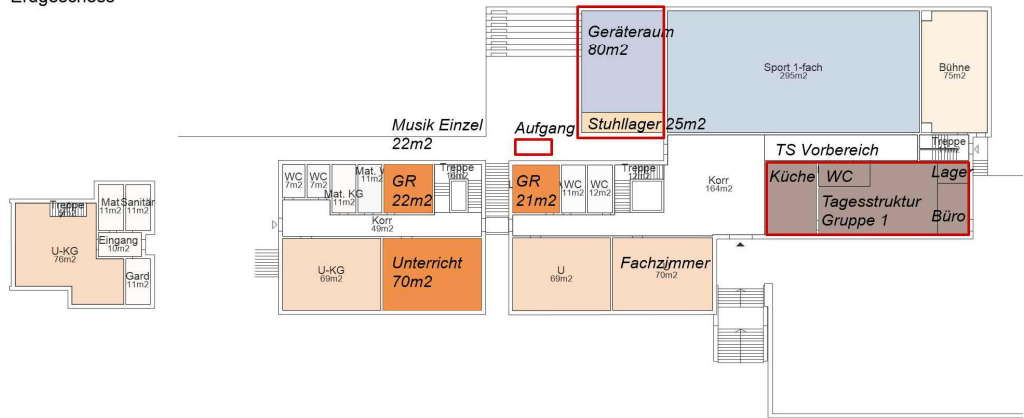 Erdgeschoss
Geräteraum
80m2
Sport 1-fach
295m2
Bühne
75m2
Musik Einzel
22m2
Aufgang
Stuhllager 25m2
TS Vorbereich
Treppe
WC
7m2
WC
7m2
Mat. KG
11m2
Mat. W
11m2
GR
22m2
Treppe
16m2
GR
21m2
WC
11m2
WC
12m2
Treppe
12m2
Korr
164m2
Küche
WC
Lager
Tagesstruktur
Gruppe 1
Büro
Korr
49m2
Treppe
Mat
11m2
Sanitär
11m2
U-KG
76m2
Eingang
10m2
Gard
11m2
U-KG
69m2
Unterricht
70m2
U
69m2
Fachzimmer
70m2